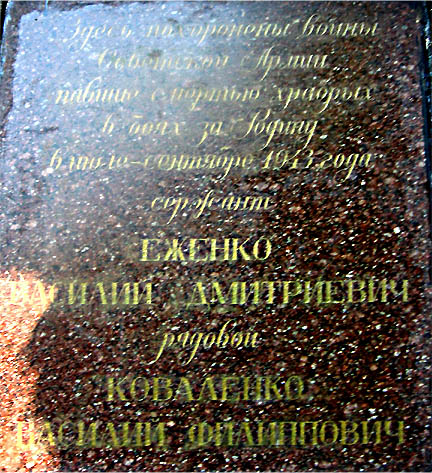 Здесь похоронены воины
Советской Армии
павшие смертью храбрых
в боях за Родину
в июле-сентябре 1943 года
сержант
ЕЖЕНКО
ВАСИЛИЙ ДМИТРИЕВИЧ
рядовой
КОВАЛЕНКО
ВАСИЛИЙ ФИЛИППОВИЧ